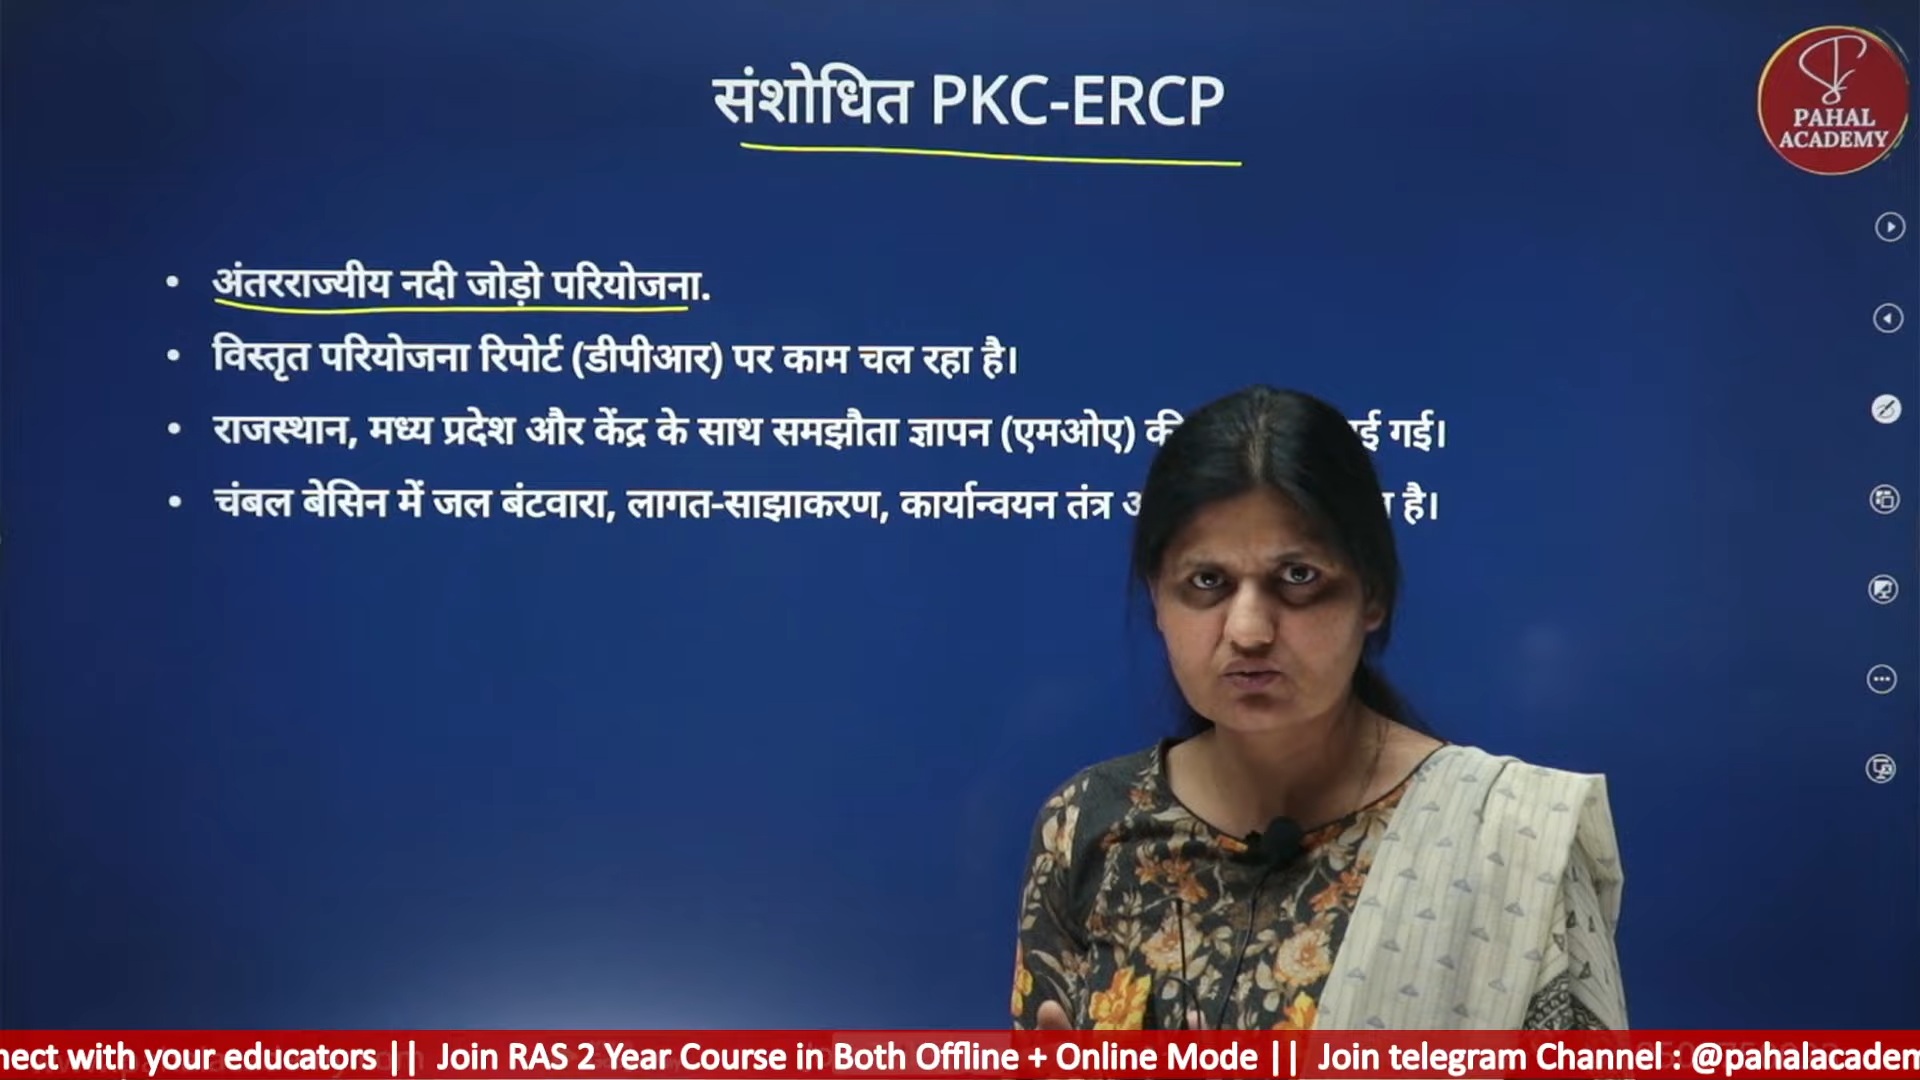 संशोधित PKC-ERCP
PAHAL
ACADEMY
• अंतरराज्यीय नदी जोड़ो परियोजना.
• विस्तृत परियोजना रिपोर्ट (डीपीआर) पर काम चल रहा है।
• राजस्थान, मध्य प्रदेश और केंद्र के साथ समझौता ज्ञापन (एमओए) की गई।
• चंबल बेसिन में जल बंटवारा, लागत-साझाकरण, कार्यान्वयन तंत्र है।
nect with your educators || Join RAS 2 Year Course in Both Offline + Online Mode || Join telegram Channel : @pahalacadem